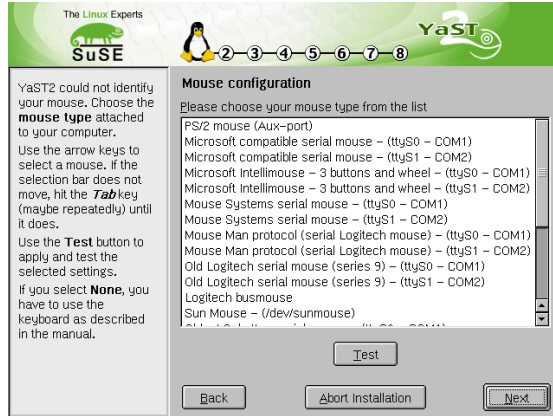 The Linux Experts
SuSE
2 3 4 5 6 7 8
YaST2
YaST2 could not identify
your mouse. Choose the
mouse type attached
to your computer.
Use the arrow keys to
select a mouse. If the
selection bar does not
move, hit the Tab key
(maybe repeatedly) until
it does.
Use the Test button to
apply and test the
selected settings.
If you select None, you
have to use the
keyboard as described
in the manual.
Mouse configuration
Please choose your mouse type from the list
PS/2 mouse (Aux-port)
Microsoft compatible serial mouse - (ttyS0 - COM1)
Microsoft compatible serial mouse - (ttyS1 - COM2)
Microsoft Intellimouse - 3 buttons and wheel - (ttyS0 - COM1)
Microsoft Intellimouse - 3 buttons and wheel - (ttyS1 - COM2)
Mouse Systems serial mouse - (ttyS0 - COM1)
Mouse Systems serial mouse - (ttyS1 - COM2)
Mouse Man protocol (serial Logitech mouse) - (ttyS0 - COM1)
Mouse Man protocol (serial Logitech mouse) - (ttyS1 - COM2)
Old Logitech serial mouse (series 9) - (ttyS0 - COM1)
Old Logitech serial mouse (series 9) - (ttyS1 - COM2)
Logitech busmouse
Sun Mouse - (/dev/sunmouse)
Test
Back
Abort Installation
Next